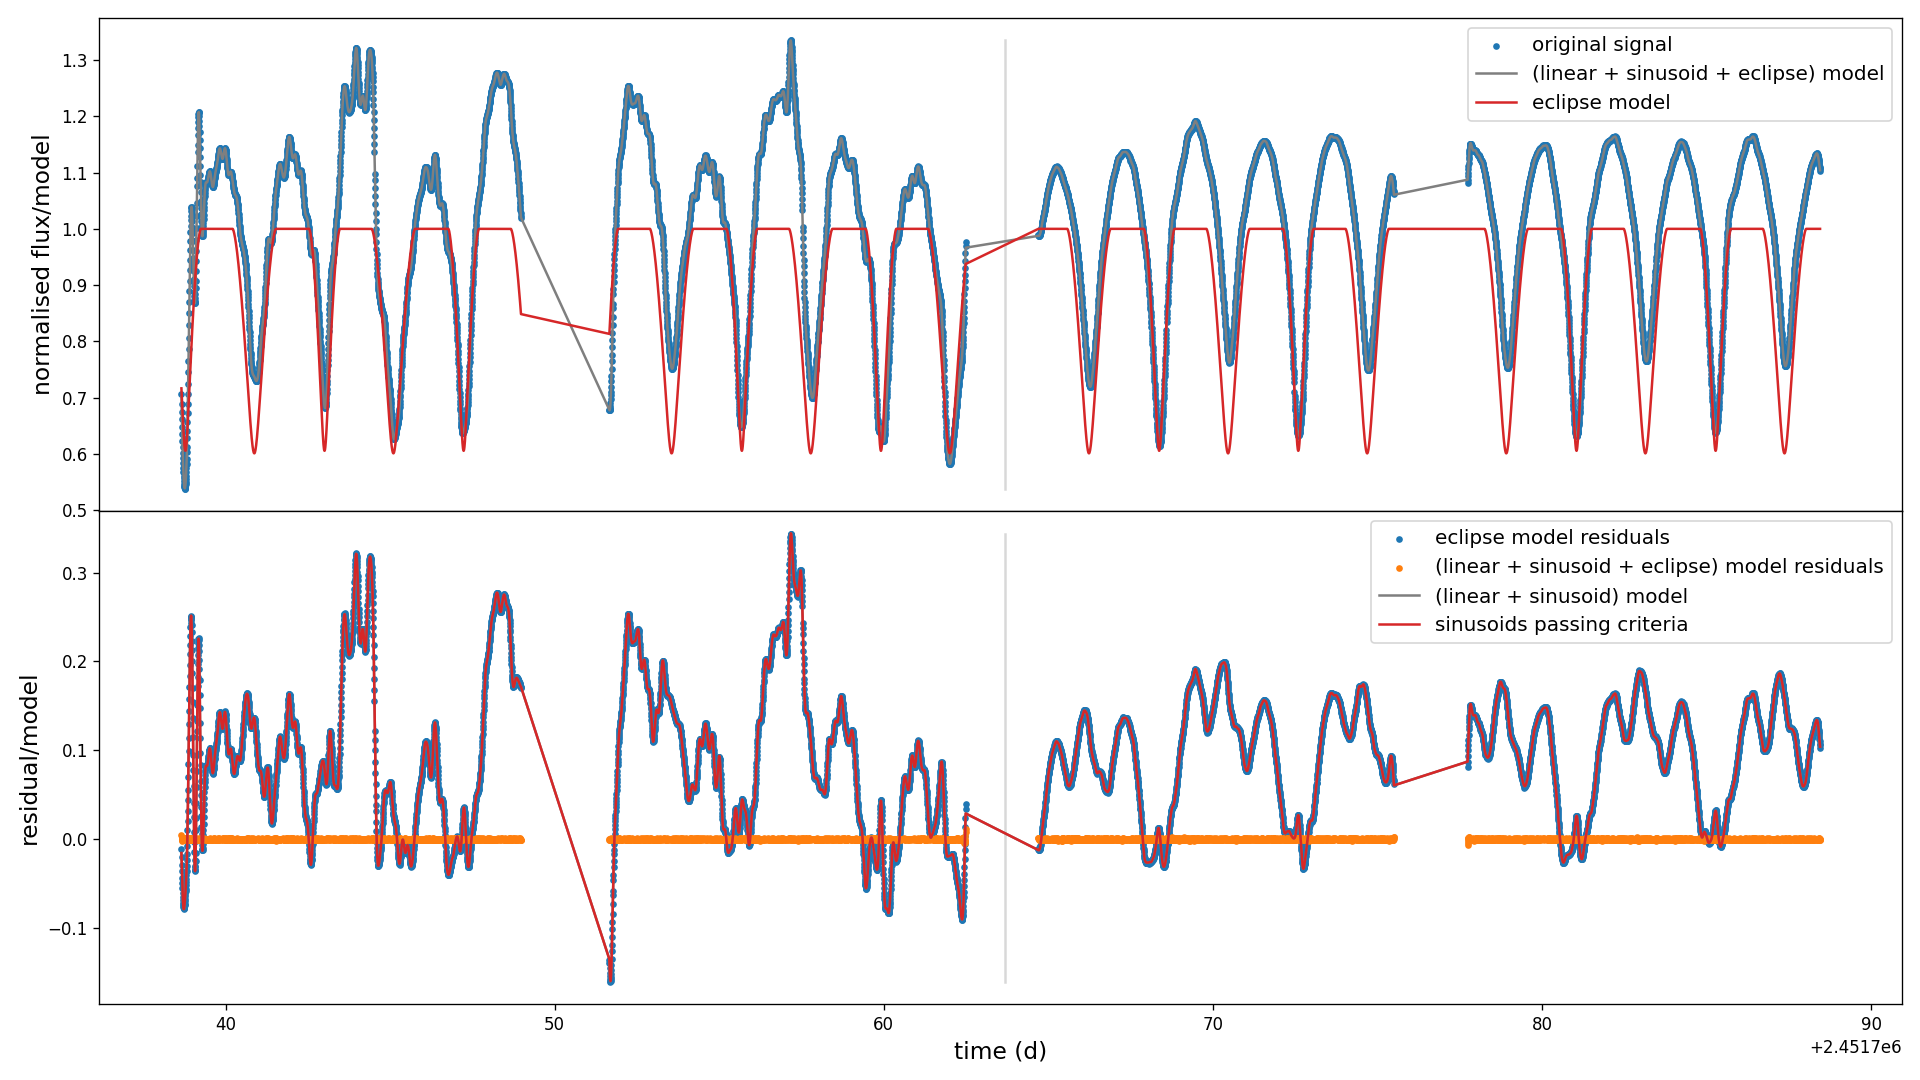 original signal
(linear + sinusoid + eclipse) model
eclipse model
normalised flux/model
1.3
1.2
1.1
1.0
0.9
0.8
0.7
0.6
0.5
eclipse model residuals
(linear + sinusoid + eclipse) model residuals
(linear + sinusoid) model
sinusoids passing criteria
residual/model
0.3
0.2
0.1
0.0
−0.1
40 50 60 70 80 90
time (d)
+2.4517e6